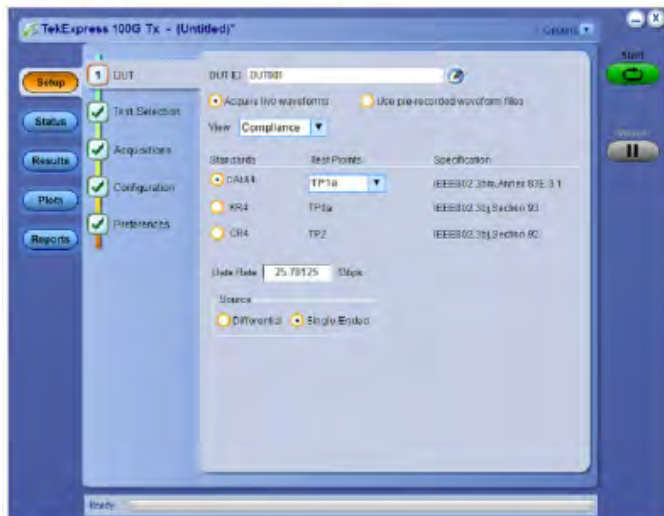 TekExpress 100G Tx - (Untitled)*
Options
Start
Setup
1
DUT
DUT ID DUT001
Acquire live waveforms
Use pre-recorded waveform files
Status
Test Selection
View Compliance
Pause
Results
Acquisitions
Standards Test Points Specification
CAUI4 TP1a IEEE802.3bm, Annex 83E.3.1
Plots
Configuration
KR4 TP0a IEEE802.3bj, Section 93
Reports
Preferences
CR4 TP2 IEEE802.3bj, Section 92
Data Rate 25.78125 Gbps
Source
Differential Single Ended
Ready